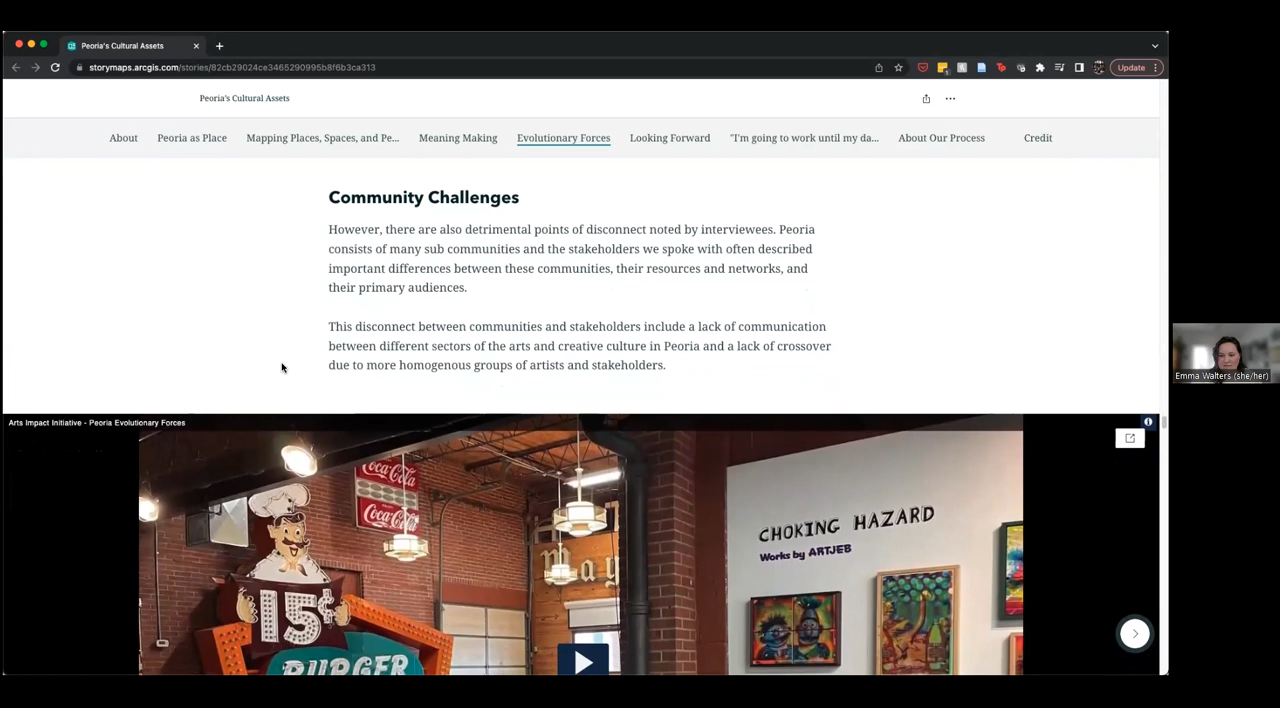 Peoria's Cultural Assets
storymaps.arcgis.com/stories/82cb29024ce3465290995b8f6b3ca313
Update
Peoria's Cultural Assets
About
Peoria as Place
Mapping Places, Spaces, and Pe...
Meaning Making
Evolutionary Forces
Looking Forward
"I'm going to work until my da...
About Our Process
Credit
Community Challenges
However, there are also detrimental points of disconnect noted by interviewees. Peoria
consists of many sub communities and the stakeholders we spoke with often described
important differences between these communities, their resources and networks, and
their primary audiences.
This disconnect between communities and stakeholders include a lack of communication
between different sectors of the arts and creative culture in Peoria and a lack of crossover
due to more homogenous groups of artists and stakeholders.
Emma Walters (she/her)
Arts Impact Initiative - Peoria Evolutionary Forces
Coca-Cola
Coca-Cola
CHOKING HAZARD
Works by ARTJEB
May
15¢
BURGER